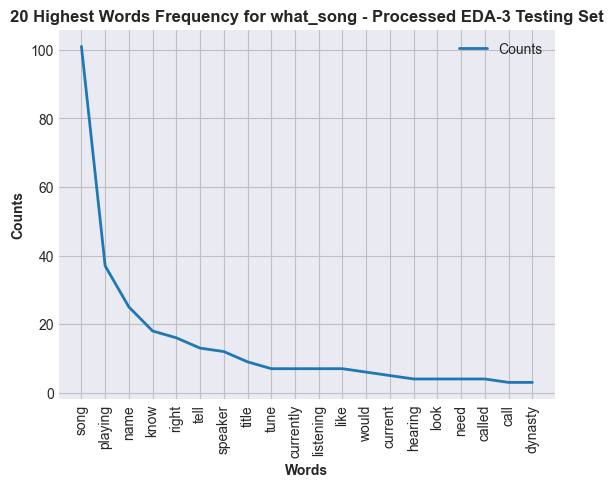 20 Highest Words Frequency for what_song - Processed EDA-3 Testing Set
Counts
100
80
60
40
20
0
Counts
song
playing
name
know
right
tell
speaker
title
tune
currently
listening
like
would
current
hearing
look
need
called
call
dynasty
Words